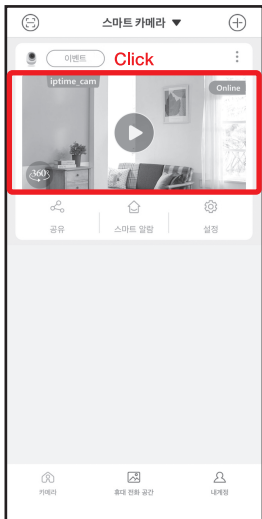 스마트 카메라 ▼
이벤트 Click
iptime_cam Online
360°
공유 스마트 알람 설정
카메라 휴대 전화 공간 내계정